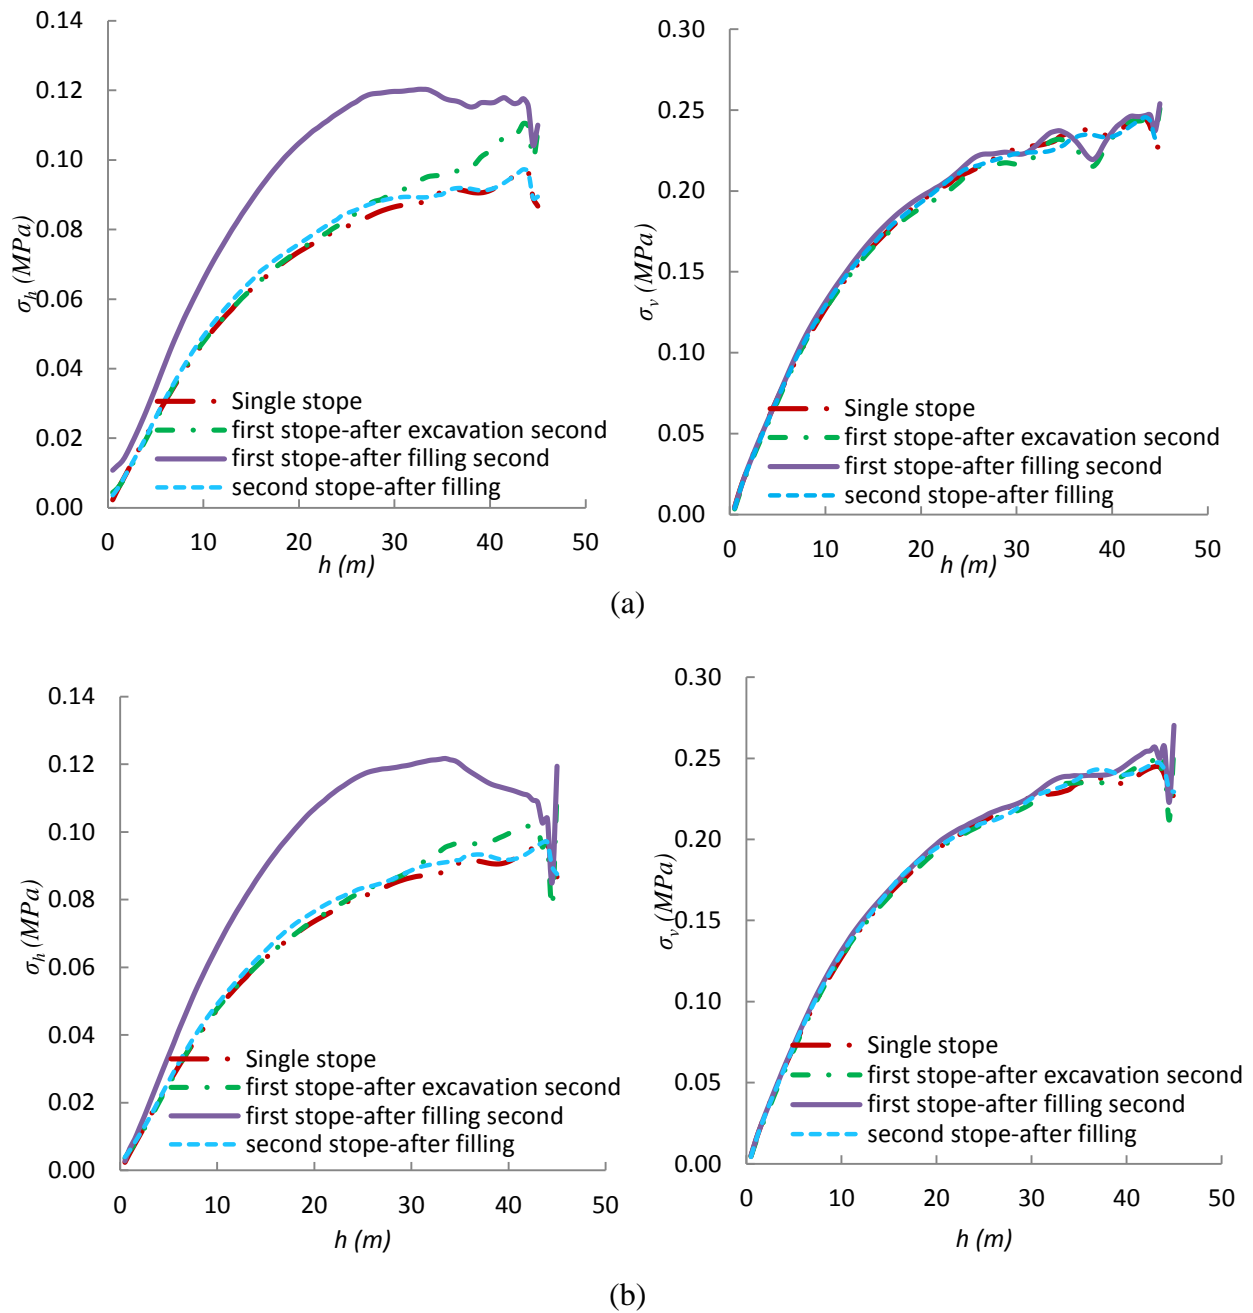 0.14
0.12
0.10
0.08
0.06
0.04
0.02
0.00
σh (MPa)
0 10 20 30 40 50
h (m)
Single stope
first stope-after excavation second
first stope-after filling second
second stope-after filling
0.30
0.25
0.20
0.15
0.10
0.05
0.00
σv (MPa)
0 10 20 30 40 50
h (m)
Single stope
first stope-after excavation second
first stope-after filling second
second stope-after filling
(a)
0.14
0.12
0.10
0.08
0.06
0.04
0.02
0.00
σh (MPa)
0 10 20 30 40 50
h (m)
Single stope
first stope-after excavation second
first stope-after filling second
second stope-after filling
0.30
0.25
0.20
0.15
0.10
0.05
0.00
σv (MPa)
0 10 20 30 40 50
h (m)
Single stope
first stope-after excavation second
first stope-after filling second
second stope-after filling
(b)